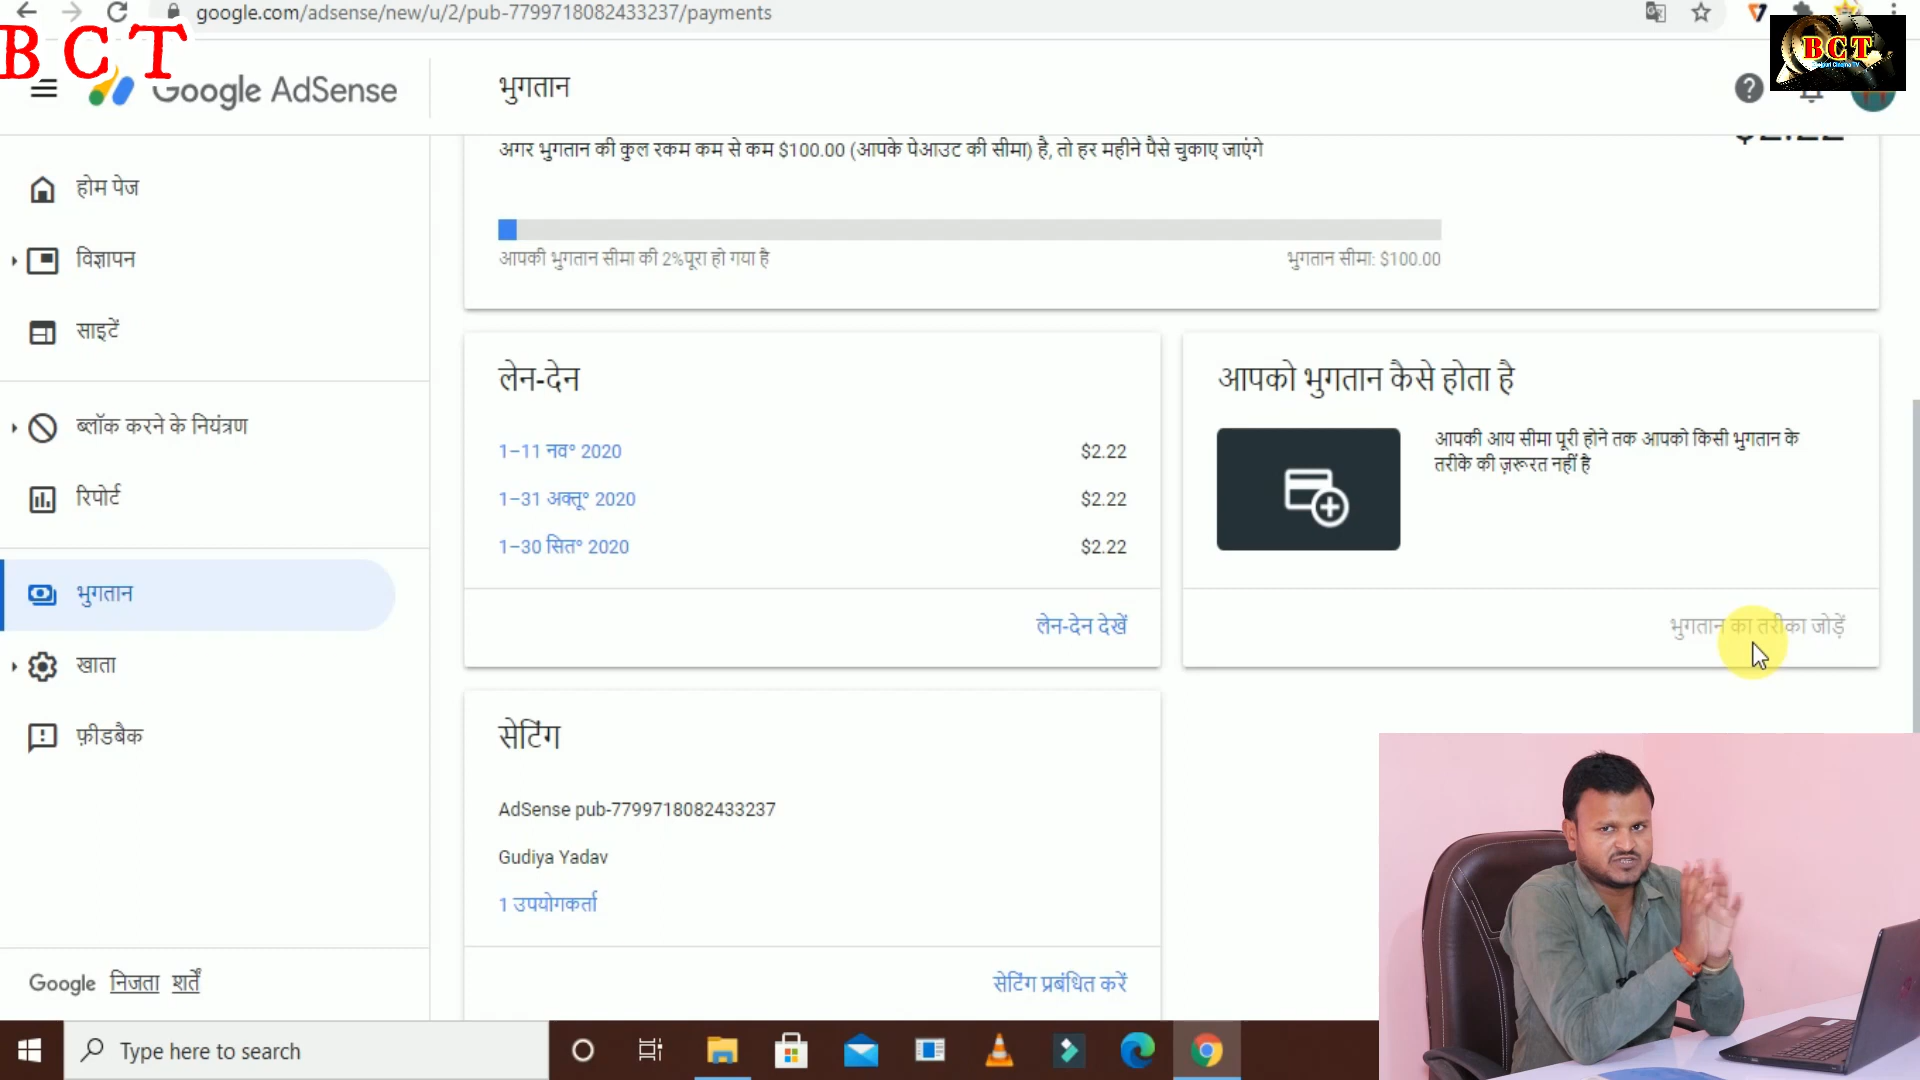 google.com/adsense/new/u/2/pub-7799718082433237/payments
B C T
BCT
Google AdSense
भुगतान
$2.22
अगर भुगतान की कुल रकम कम से कम $100.00 (आपके पेआउट की सीमा) है, तो हर महीने पैसे चुकाए जाएंगे
आपकी भुगतान सीमा की 2%पूरा हो गया है
भुगतान सीमा: $100.00
होम पेज
विज्ञापन
साइटें
ब्लॉक करने के नियंत्रण
रिपोर्ट
भुगतान
खाता
फ़ीडबैक
Google निजता शर्तें
लेन-देन
1–11 नव॰ 2020 $2.22
1–31 अक्तू॰ 2020 $2.22
1–30 सित॰ 2020 $2.22
लेन-देन देखें
आपको भुगतान कैसे होता है
आपकी आय सीमा पूरी होने तक आपको किसी भुगतान के
तरीके की ज़रूरत नहीं है
भुगतान का तरीका जोड़ें
सेटिंग
AdSense pub-7799718082433237
Gudiya Yadav
1 उपयोगकर्ता
सेटिंग प्रबंधित करें
Type here to search